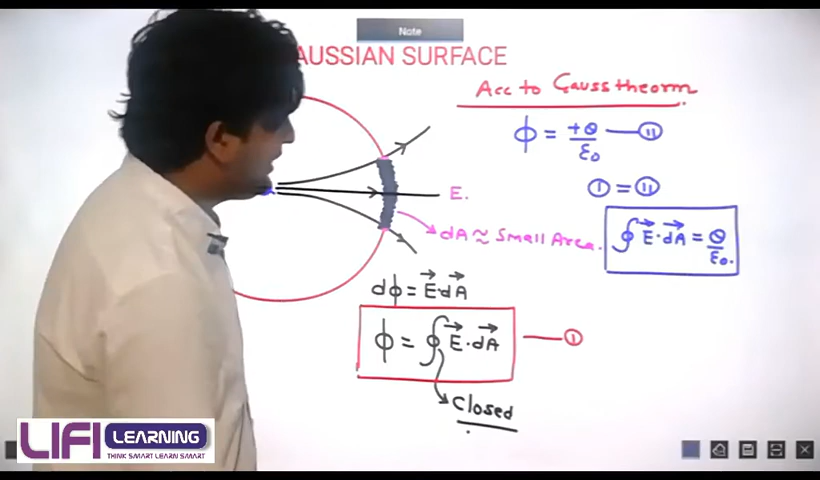 Note
AUSSIAN SURFACE
Acc to Gauss theorm
ϕ = +Q/ε₀ — (II)
(I) = (II)
∮ E⃗·dA⃗ = Q/ε₀.
E.
dA ≈ Small Area.
dϕ = E⃗·dA⃗
ϕ = ∮ E⃗·dA⃗ — (I)
Closed
LIFI LEARNING
THINK SMART LEARN SMART